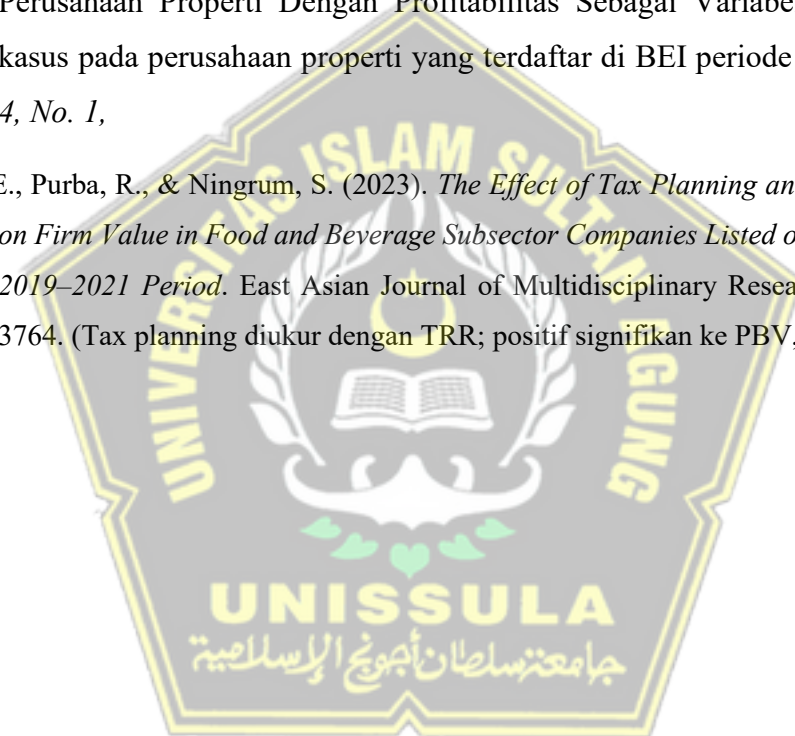 Perusahaan Properti Dengan Profitabilitas Sebagai
kasus pada perusahaan properti yang terdaftar di BEI periode
4, No. 1,
E., Purba, R., & Ningrum, S. (2023). The Effect of Tax Planning an
on Firm Value in Food and Beverage Subsector Companies Listed o
2019–2021 Period. East Asian Journal of Multidisciplinary
3764. (Tax planning diukur dengan TRR; positif signifikan ke PBV,
UNIVERSITAS ISLAM SULTAN AGUNG
UNISSULA
جامعة سلطان أجونج الإسلامية